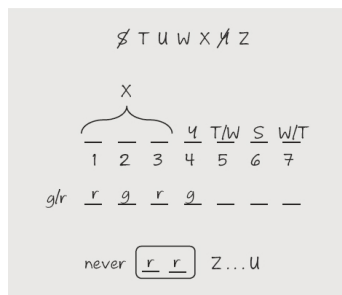 S T U W X Y Z
X
Y T/W S W/T
1 2 3 4 5 6 7
g/r r g r g
never r r Z...U